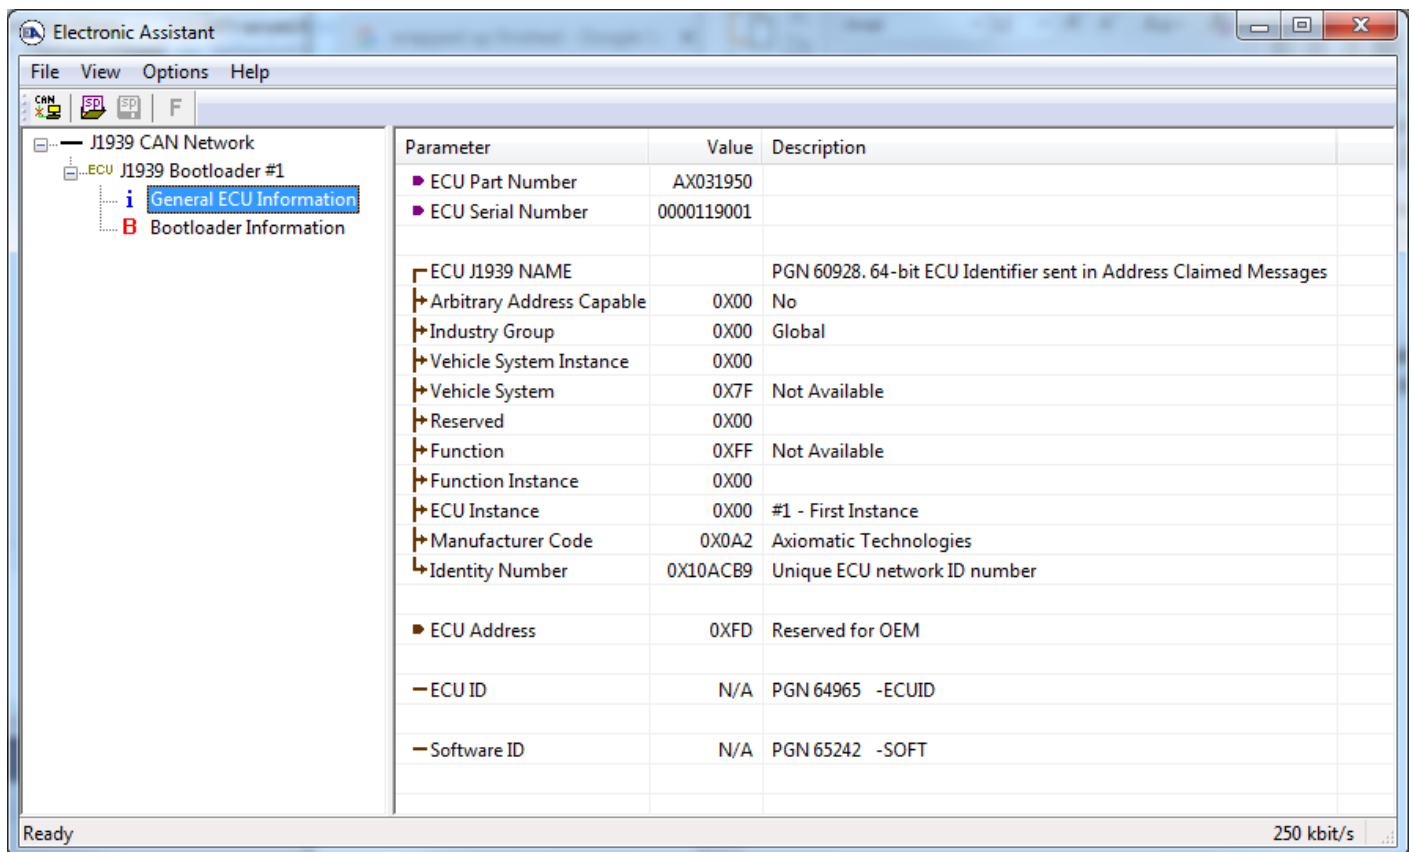 Electronic Assistant
File View Options Help
CAN SP SP F
J1939 CAN Network
ECU J1939 Bootloader #1
i General ECU Information
B Bootloader Information
Parameter Value Description
ECU Part Number AX031950
ECU Serial Number 0000119001
ECU J1939 NAME PGN 60928. 64-bit ECU Identifier sent in Address Claimed Messages
Arbitrary Address Capable 0X00 No
Industry Group 0X00 Global
Vehicle System Instance 0X00
Vehicle System 0X7F Not Available
Reserved 0X00
Function 0XFF Not Available
Function Instance 0X00
ECU Instance 0X00 #1 - First Instance
Manufacturer Code 0X0A2 Axiomatic Technologies
Identity Number 0X10ACB9 Unique ECU network ID number
ECU Address 0XFD Reserved for OEM
ECU ID N/A PGN 64965 -ECUID
Software ID N/A PGN 65242 -SOFT
Ready 250 kbit/s